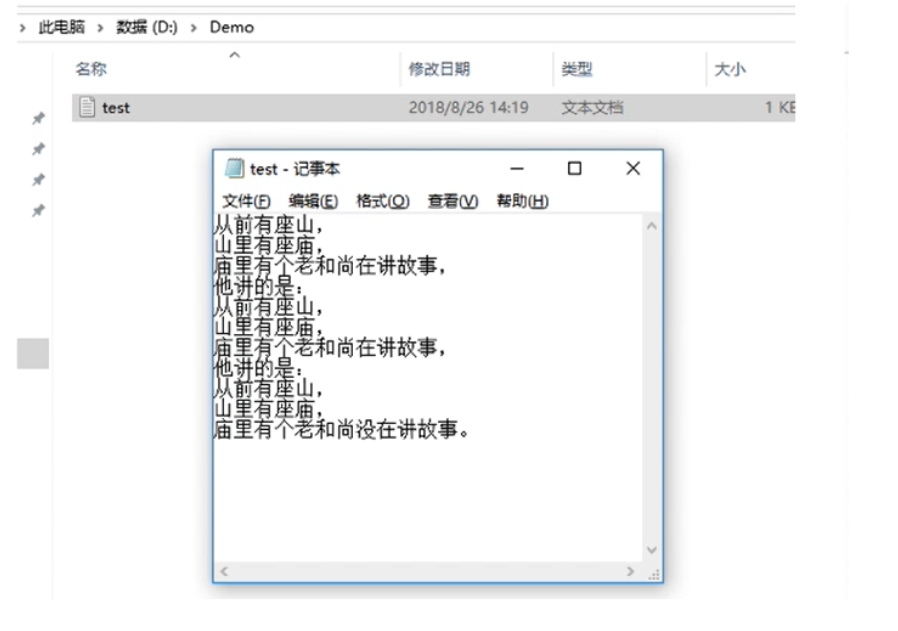 此电脑 > 数据 (D:) > Demo
名称 修改日期 类型 大小
test 2018/8/26 14:19 文本文档 1 KB
test - 记事本
文件(F) 编辑(E) 格式(O) 查看(V) 帮助(H)
从前有座山，
山里有座庙，
庙里有个老和尚在讲故事，
他讲的是：
从前有座山，
山里有座庙，
庙里有个老和尚在讲故事，
他讲的是：
从前有座山，
山里有座庙，
庙里有个老和尚没在讲故事。